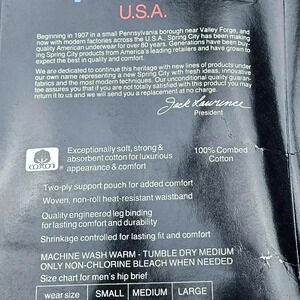 U.S.A.
Beginning in 1907 in a small Pennsylvania borough near Valley Forge, and
now with modern factories across the U.S.A., Spring City has been making
quality American underwear for over 80 years. Generations have been buy-
ing Spring City products from America's leading retailers and have grown to
expect the best in quality and comfort.
We are dedicated to continue this heritage with new lines of products under
our own name representing a new Spring City with fresh ideas, innovative
fabrics and the most modern techniques. Our unconditional quality guaran-
tee assures you that if you are not totally satisfied with this product you may
return it to us and we will send you a replacement at no charge.
Jack Lawrence
President
cotton
Exceptionally soft, strong &
absorbent cotton for luxurious
appearance & comfort
100% Combed
Cotton
Two-ply support pouch for added comfort
Woven, non-roll heat-resistant waistband
Quality engineered leg binding
for lasting comfort and durability
Shrinkage controlled for lasting fit and comfort
MACHINE WASH WARM - TUMBLE DRY MEDIUM
ONLY NON-CHLORINE BLEACH WHEN NEEDED
Size chart for men's hip brief
wear size SMALL MEDIUM LARGE